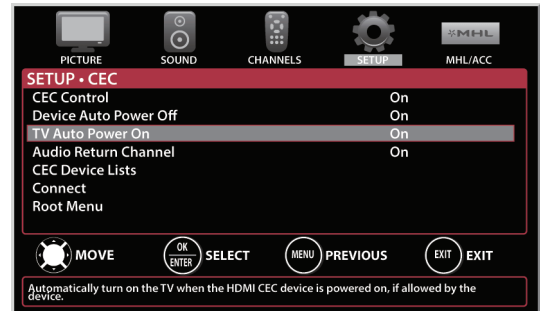 PICTURE SOUND CHANNELS SETUP MHL MHL/ACC
SETUP • CEC
CEC Control On
Device Auto Power Off On
TV Auto Power On On
Audio Return Channel On
CEC Device Lists
Connect
Root Menu
MOVE OK ENTER SELECT MENU PREVIOUS EXIT EXIT
Automatically turn on the TV when the HDMI CEC device is powered on, if allowed by the
device.